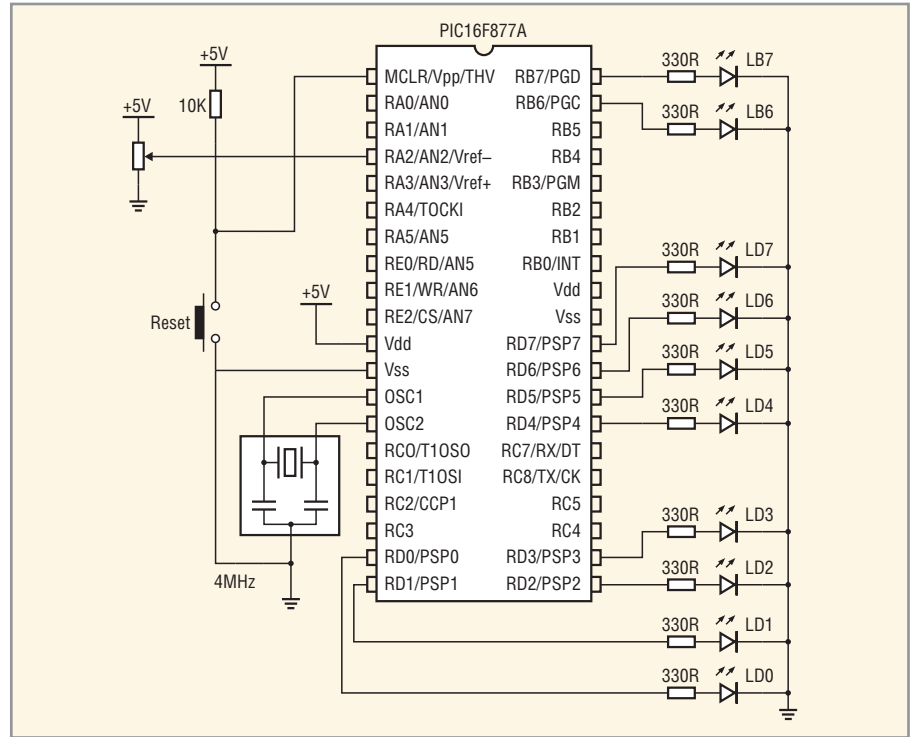 PIC16F877A
+5V
10K
+5V
Reset
+5V
4MHz
MCLR/Vpp/THV
RA0/AN0
RA1/AN1
RA2/AN2/Vref–
RA3/AN3/Vref+
RA4/TOCKI
RA5/AN5
RE0/RD/AN5
RE1/WR/AN6
RE2/CS/AN7
Vdd
Vss
OSC1
OSC2
RCO/T1OSO
RC1/T1OSI
RC2/CCP1
RC3
RD0/PSP0
RD1/PSP1
RB7/PGD
RB6/PGC
RB5
RB4
RB3/PGM
RB2
RB1
RB0/INT
Vdd
Vss
RD7/PSP7
RD6/PSP6
RD5/PSP5
RD4/PSP4
RC7/RX/DT
RC8/TX/CK
RC5
RC4
RD3/PSP3
RD2/PSP2
330R LB7
330R LB6
330R LD7
330R LD6
330R LD5
330R LD4
330R LD3
330R LD2
330R LD1
330R LD0